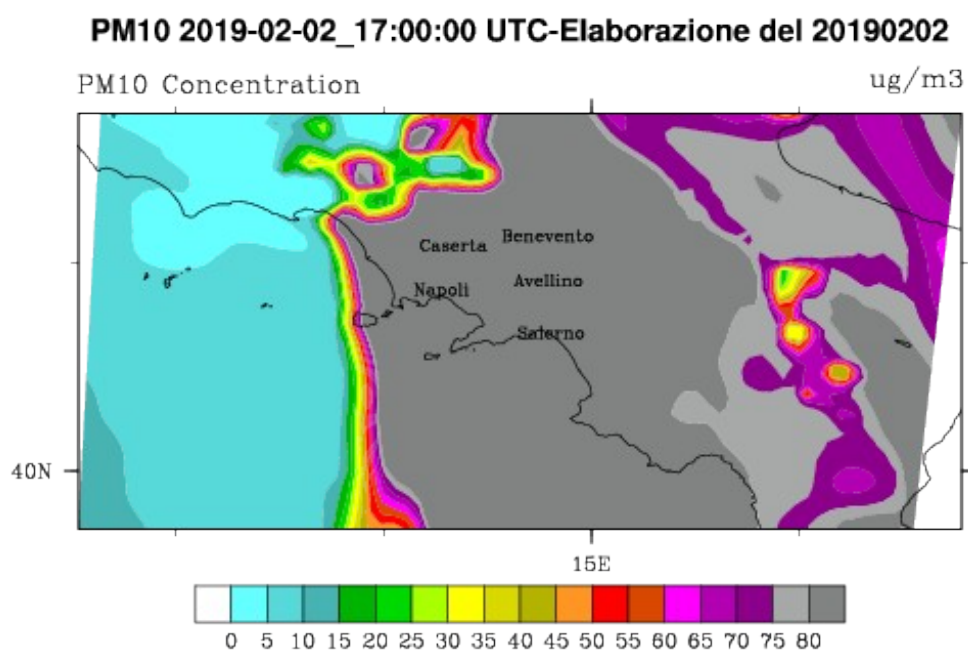 PM10 2019-02-02_17:00:00 UTC-Elaborazione del 20190202
PM10 Concentration ug/m3
Caserta Benevento
Napoli Avellino
Salerno
40N
15E
0 5 10 15 20 25 30 35 40 45 50 55 60 65 70 75 80